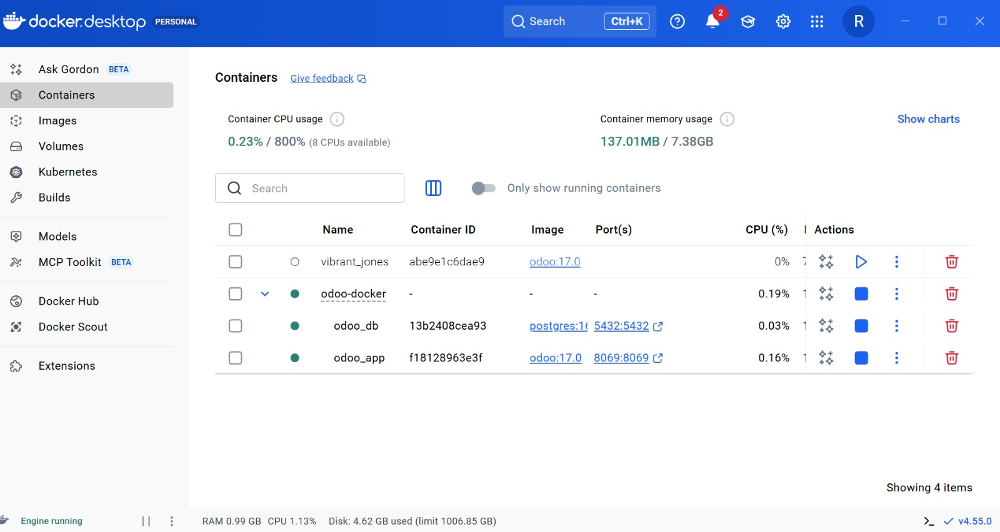 docker.desktop PERSONAL Search Ctrl+K 2 R
Ask Gordon BETA
Containers
Images
Volumes
Kubernetes
Builds
Models
MCP Toolkit BETA
Docker Hub
Docker Scout
Extensions
Containers Give feedback
Container CPU usage Container memory usage Show charts
0.23% / 800% (8 CPUs available) 137.01MB / 7.38GB
Search Only show running containers
Name Container ID Image Port(s) CPU (%) Actions
vibrant_jones abe9e1c6dae9 odoo:17.0 0%
odoo-docker - - - 0.19%
odoo_db 13b2408cea93 postgres:16 5432:5432 0.03%
odoo_app f18128963e3f odoo:17.0 8069:8069 0.16%
Showing 4 items
Engine running RAM 0.99 GB CPU 1.13% Disk: 4.62 GB used (limit 1006.85 GB) v4.55.0